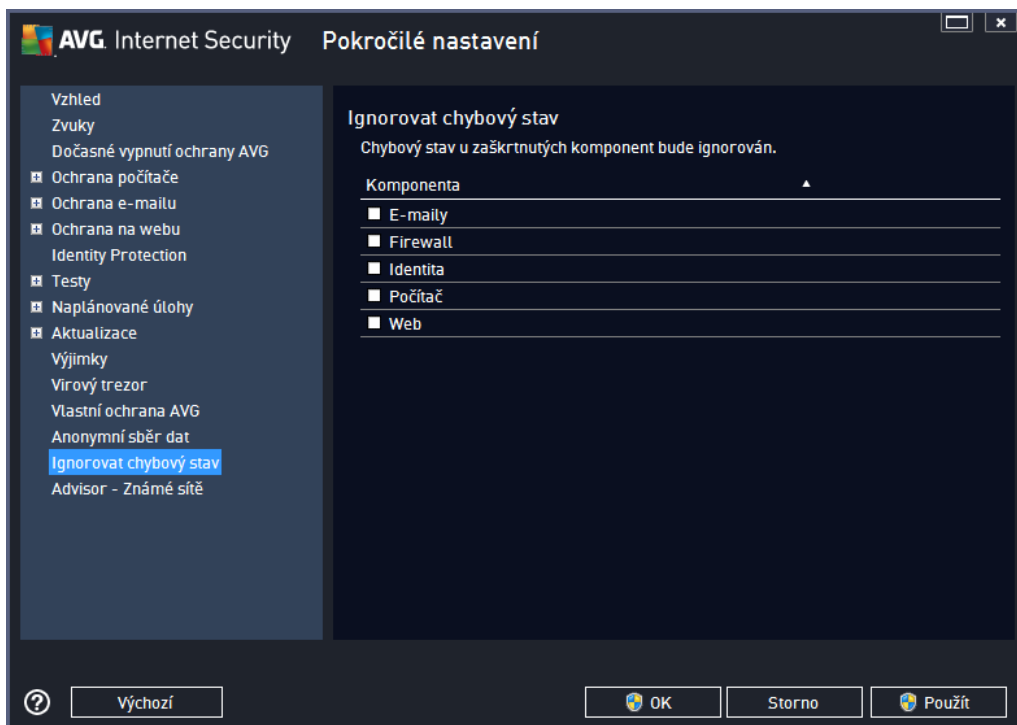 AVG. Internet Security Pokročilé nastavení
Vzhled
Zvuky
Dočasné vypnutí ochrany AVG
Ochrana počítače
Ochrana e-mailu
Ochrana na webu
Identity Protection
Testy
Naplánované úlohy
Aktualizace
Výjimky
Virový trezor
Vlastní ochrana AVG
Anonymní sběr dat
Ignorovat chybový stav
Advisor - Známé sítě
Ignorovat chybový stav
Chybový stav u zaškrtnutých komponent bude ignorován.
Komponenta
E-maily
Firewall
Identita
Počítač
Web
Výchozí
OK
Storno
Použít